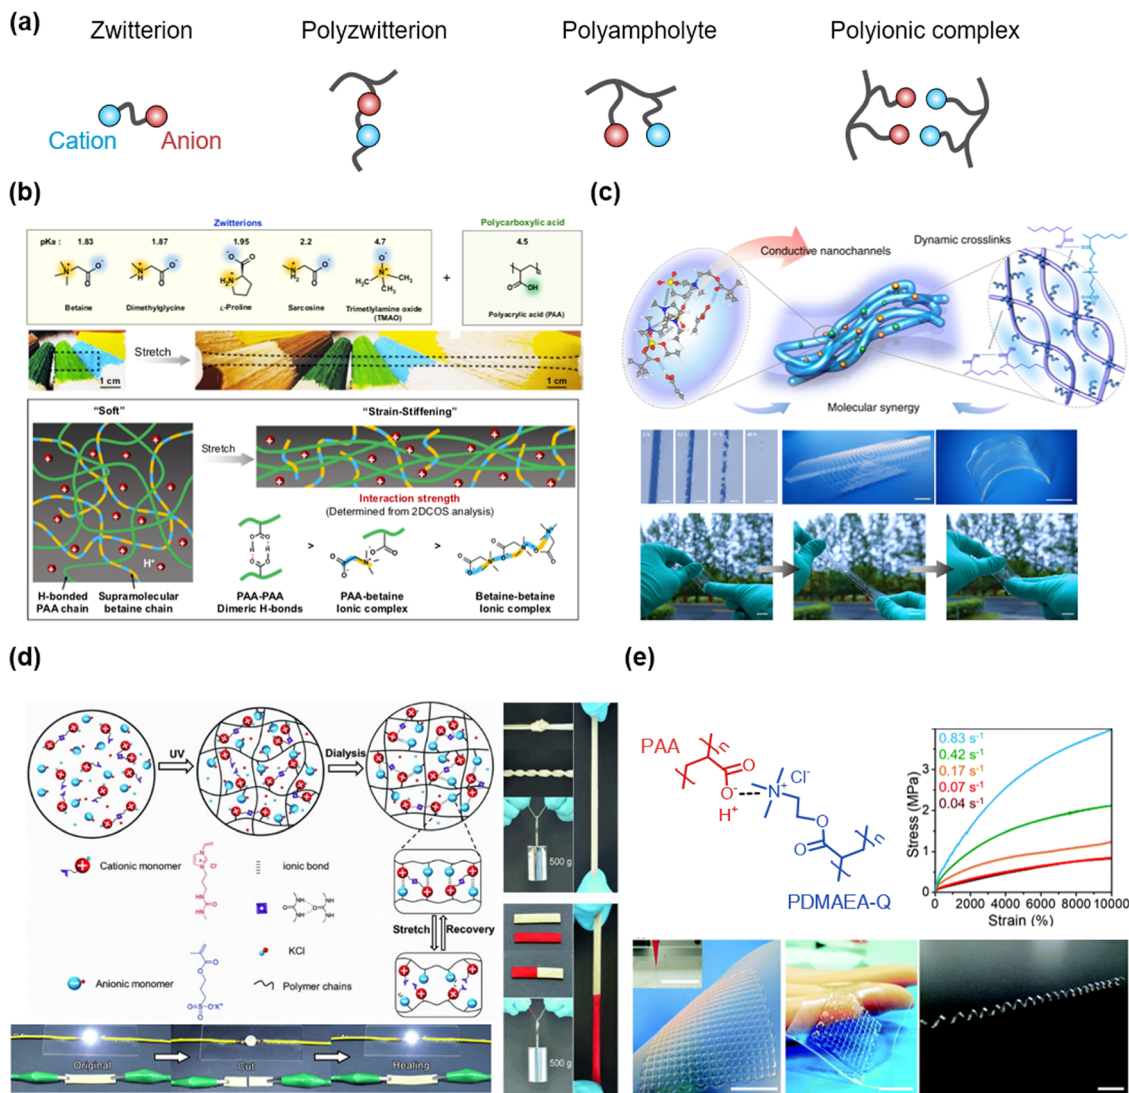 (a)
Zwitterion
Polyzwitterion
Polyampholyte
Polyionic complex
Cation
Anion
(b)
Zwitterions
Polycarboxylic acid
pKa :
1.83
1.87
1.95
2.2
4.7
4.5
Betaine
Dimethylglycine
L-Proline
Sarcosine
Trimethylamine oxide
(TMAO)
+
Polyacrylic acid (PAA)
Stretch
1 cm
1 cm
"Soft"
"Strain-Stiffening"
Stretch
Interaction strength
(Determined from 2DCOS analysis)
H+
>
>
H-bonded
PAA chain
Supramolecular
betaine chain
PAA-PAA
Dimeric H-bonds
PAA-betaine
Ionic complex
Betaine-betaine
Ionic complex
(c)
Conductive nanochannels
Dynamic crosslinks
Molecular synergy
(d)
UV
Dialysis
Cationic monomer
ionic bond
KCl
Anionic monomer
Polymer chains
Stretch
Recovery
500 g
500 g
Original
Cut
Healing
(e)
PAA
n
O
O-
H+
N+
Cl-
O
O
n
PDMAEA-Q
0.83 s-1
0.42 s-1
0.17 s-1
0.07 s-1
0.04 s-1
Stress (MPa)
3
2
1
0
0
2000
4000
6000
8000
10000
Strain (%)